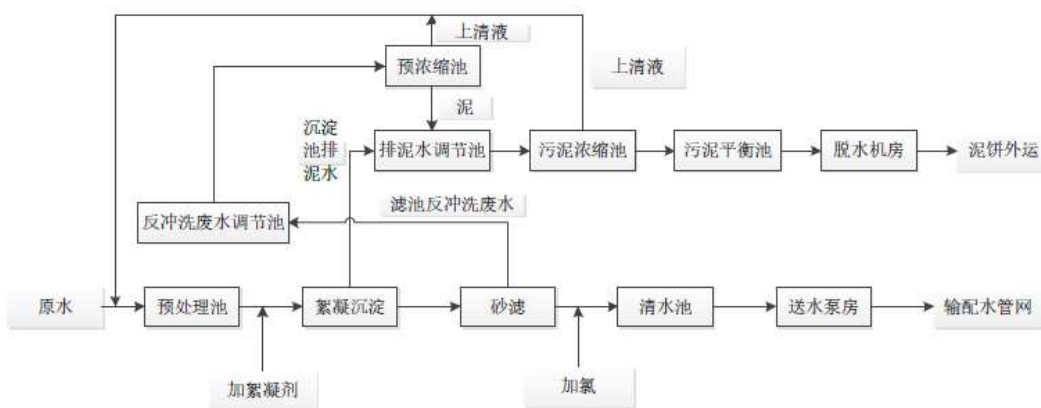 上清液
预浓缩池
上清液
泥
沉淀
池排
泥水
排泥水调节池
污泥浓缩池
污泥平衡池
脱水机房
泥饼外运
滤池反冲洗废水
反冲洗废水调节池
原水
预处理池
絮凝沉淀
砂滤
清水池
送水泵房
输配水管网
加絮凝剂
加氯